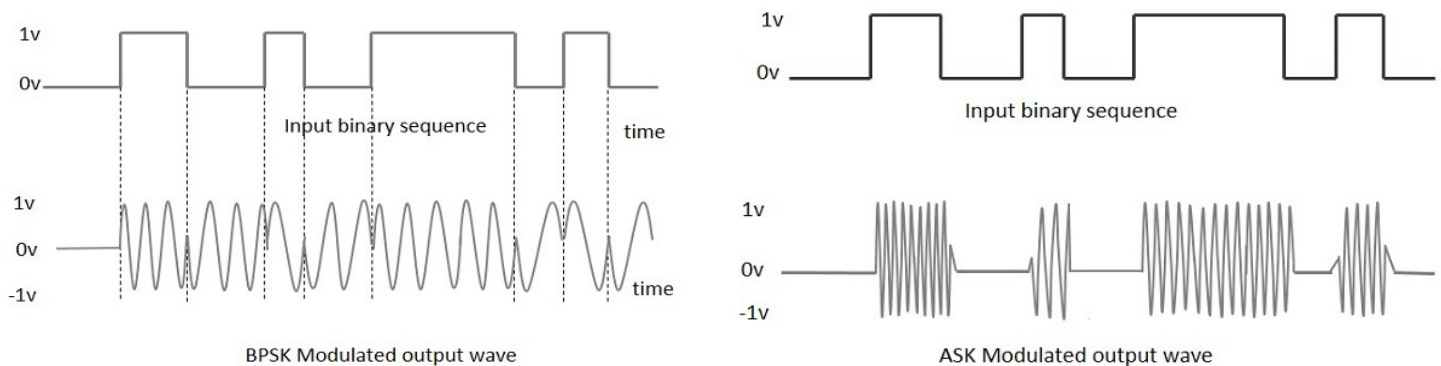 1v
0v
Input binary sequence
time
1v
0v
-1v
time
BPSK Modulated output wave
1v
0v
Input binary sequence
1v
0v
-1v
ASK Modulated output wave